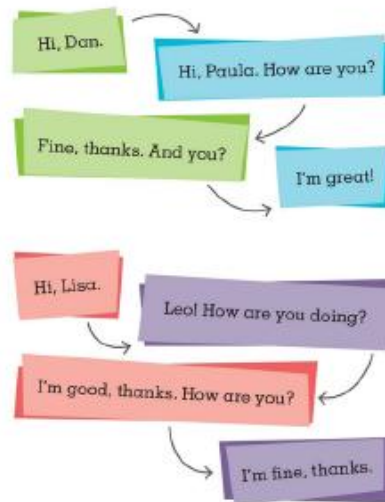 Hi, Dan.
Hi, Paula. How are you?
Fine, thanks. And you?
I'm great!
Hi, Lisa.
Leo! How are you doing?
I'm good, thanks. How are you?
I'm fine, thanks.